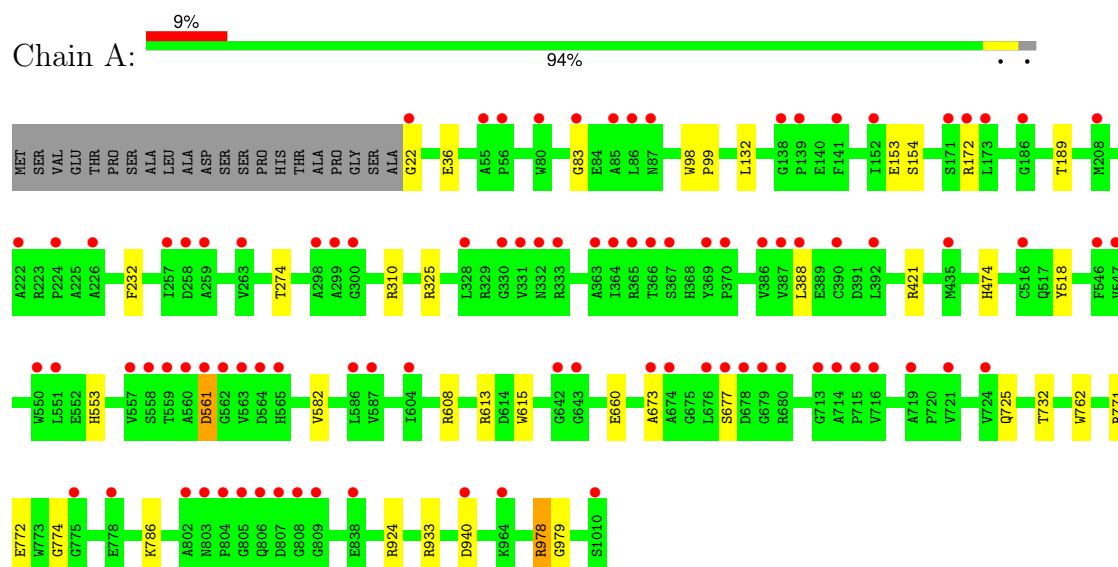 9%
Chain A:
94%
• •
MET SER VAL GLU THR PRO SER ALA LEU ALA ASP SER SER PRO HIS THR ALA PRO GLY SER ALA G22 E36 A55 P56 W80 G83 E84 A85 L86 N87 W98 P99 L132 G138 P139 E140 F141 I152 E153 S154 S171 R172 L173 G186 T189 M208
A222 R223 P224 A225 A226 F232 I257 D258 A259 V263 T274 A298 A299 G300 R310 R325 L328 R329 G330 V331 N332 R333 A363 I364 R365 T366 S367 H368 Y369 P370 V386 V387 L388 E389 C390 D391 L392 R421 M435 H474 C516 Q517 Y518 F546 V547
W550 L551 E552 H553 V557 S558 T559 A560 D561 G562 V563 D564 H565 V582 L586 V587 I604 R608 R613 D614 W615 G642 G643 E660 A673 A674 G675 L676 S677 D678 G679 R680 G713 A714 P715 V716 A719 P720 V721 V724 Q725 T732 W762 R771
E772 W773 G774 G775 E778 K786 A802 N803 P804 G805 Q806 D807 G808 G809 E838 R924 R933 D940 K964 R978 G979 S1010